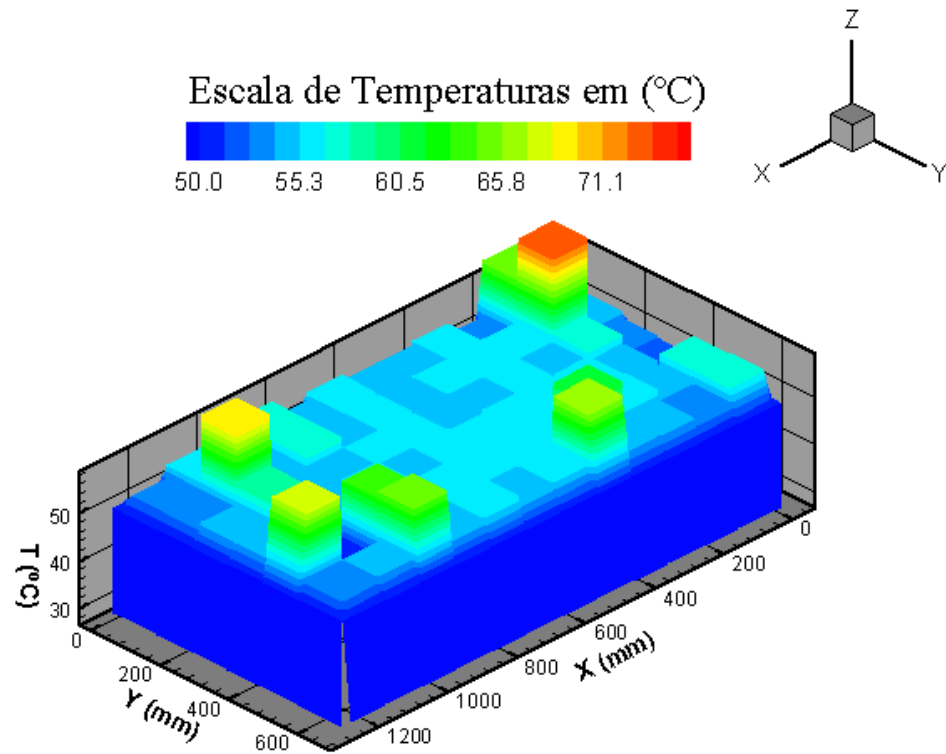 Z
X
Y
Escala de Temperaturas em (°C)
50.0 55.3 60.5 65.8 71.1
T (ºC)
50
40
30
0 200 400 600
Y (mm)
1200 1000 800 600 400 200 0
X (mm)